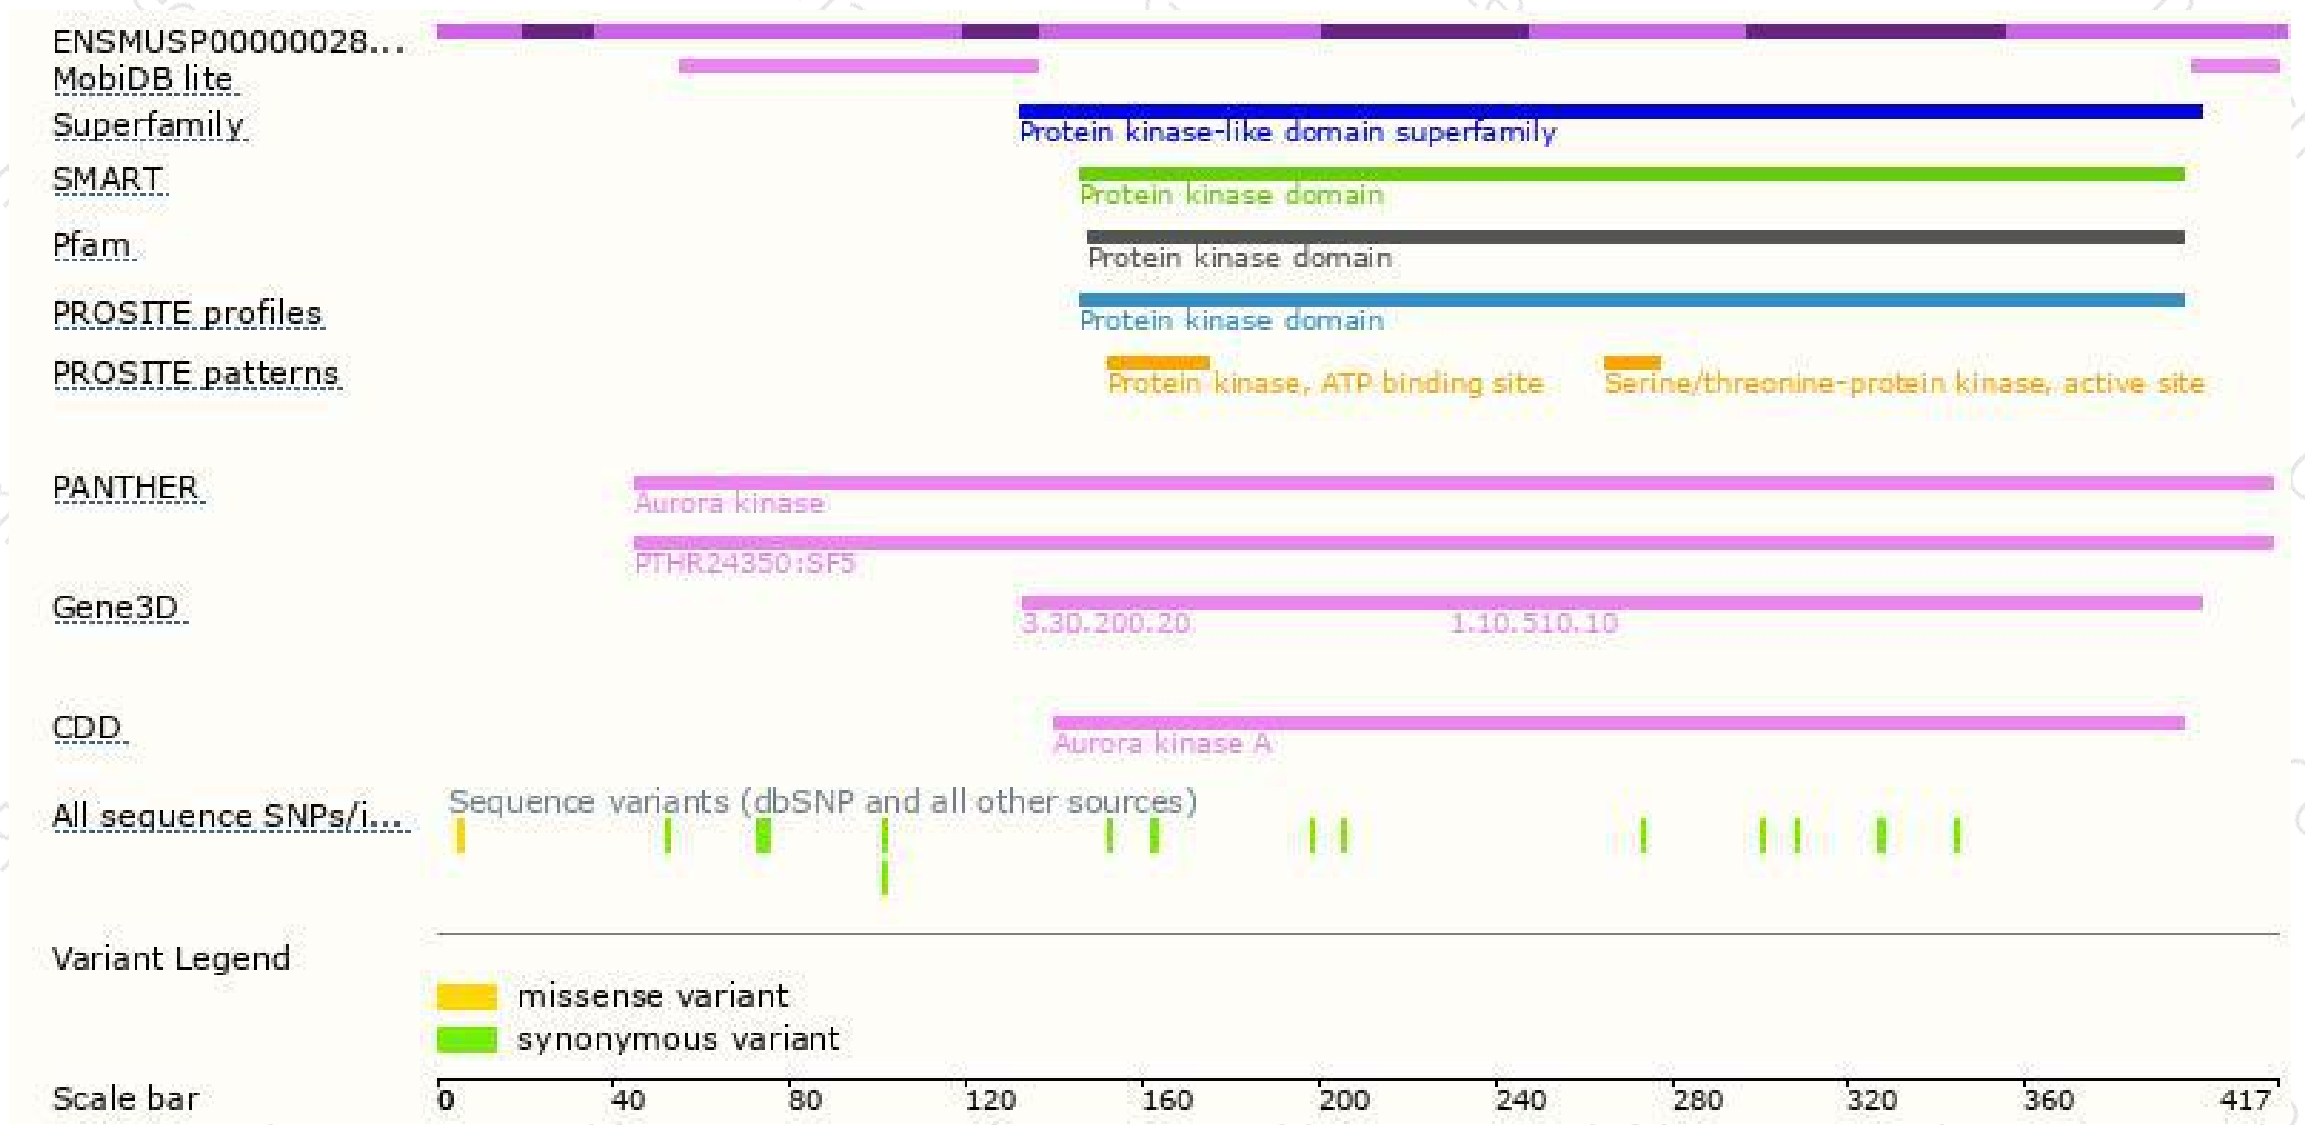 ENSMUSP00000028...
MobiDB lite
Superfamily
Protein kinase-like domain superfamily
SMART
Protein kinase domain
Pfam
Protein kinase domain
PROSITE profiles
Protein kinase domain
PROSITE patterns
Protein kinase, ATP binding site Serine/threonine-protein kinase, active site
PANTHER
Aurora kinase
PTHR24350:SF5
Gene3D
3.30.200.20 1.10.510.10
CDD
Aurora kinase A
Sequence variants (dbSNP and all other sources)
All sequence SNPs/i...
Variant Legend
missense variant
synonymous variant
Scale bar 0 40 80 120 160 200 240 280 320 360 417